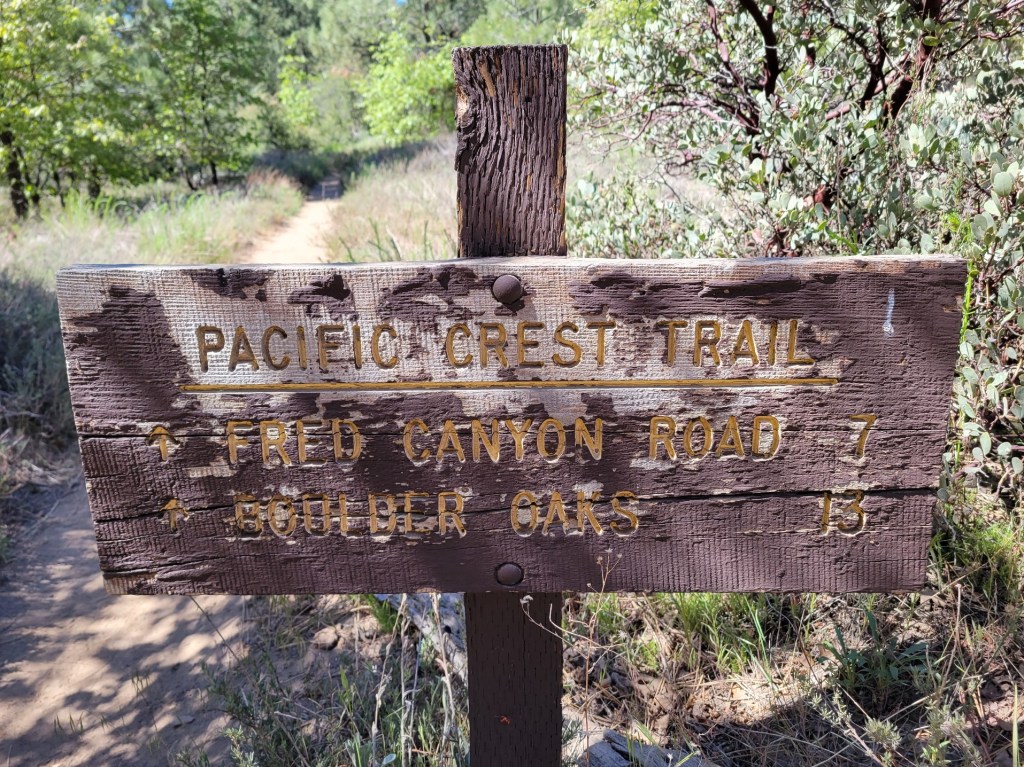 PACIFIC CREST TRAIL
↑ FRED CANYON ROAD 7
↑ BOULDER OAKS 13